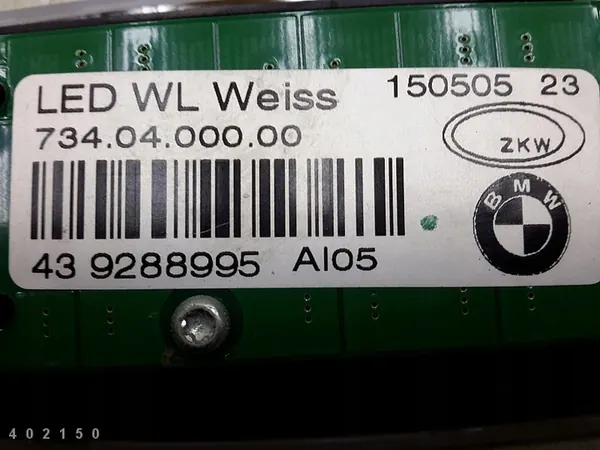 LED WL Weiss 150505 23
734.04.000.00
ZKW
BMW
43 9288995 AI05
402150